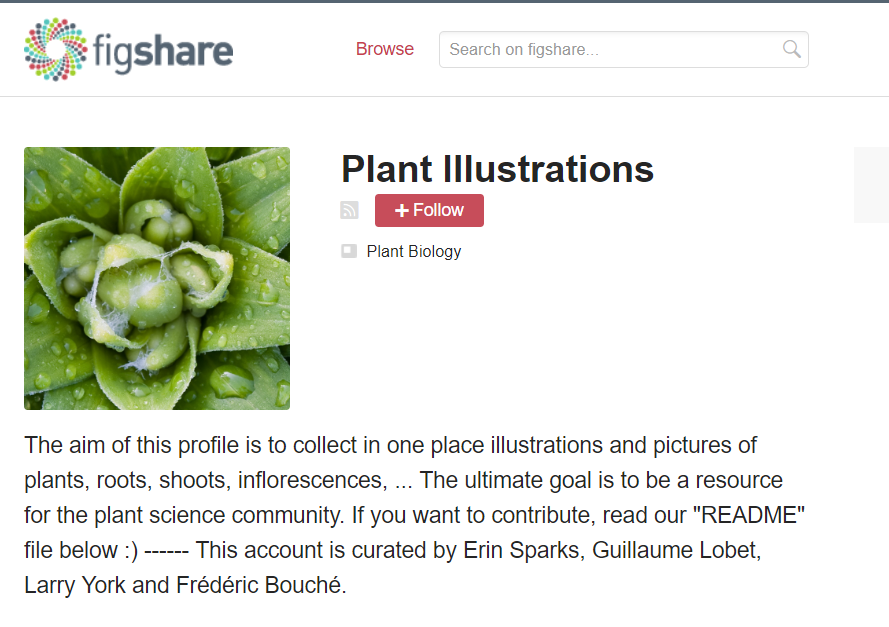 figshare
Browse
Search on figshare...
Plant Illustrations
+ Follow
Plant Biology
The aim of this profile is to collect in one place illustrations and pictures of
plants, roots, shoots, inflorescences, ... The ultimate goal is to be a resource
for the plant science community. If you want to contribute, read our "README"
file below :) ------ This account is curated by Erin Sparks, Guillaume Lobet,
Larry York and Frédéric Bouché.